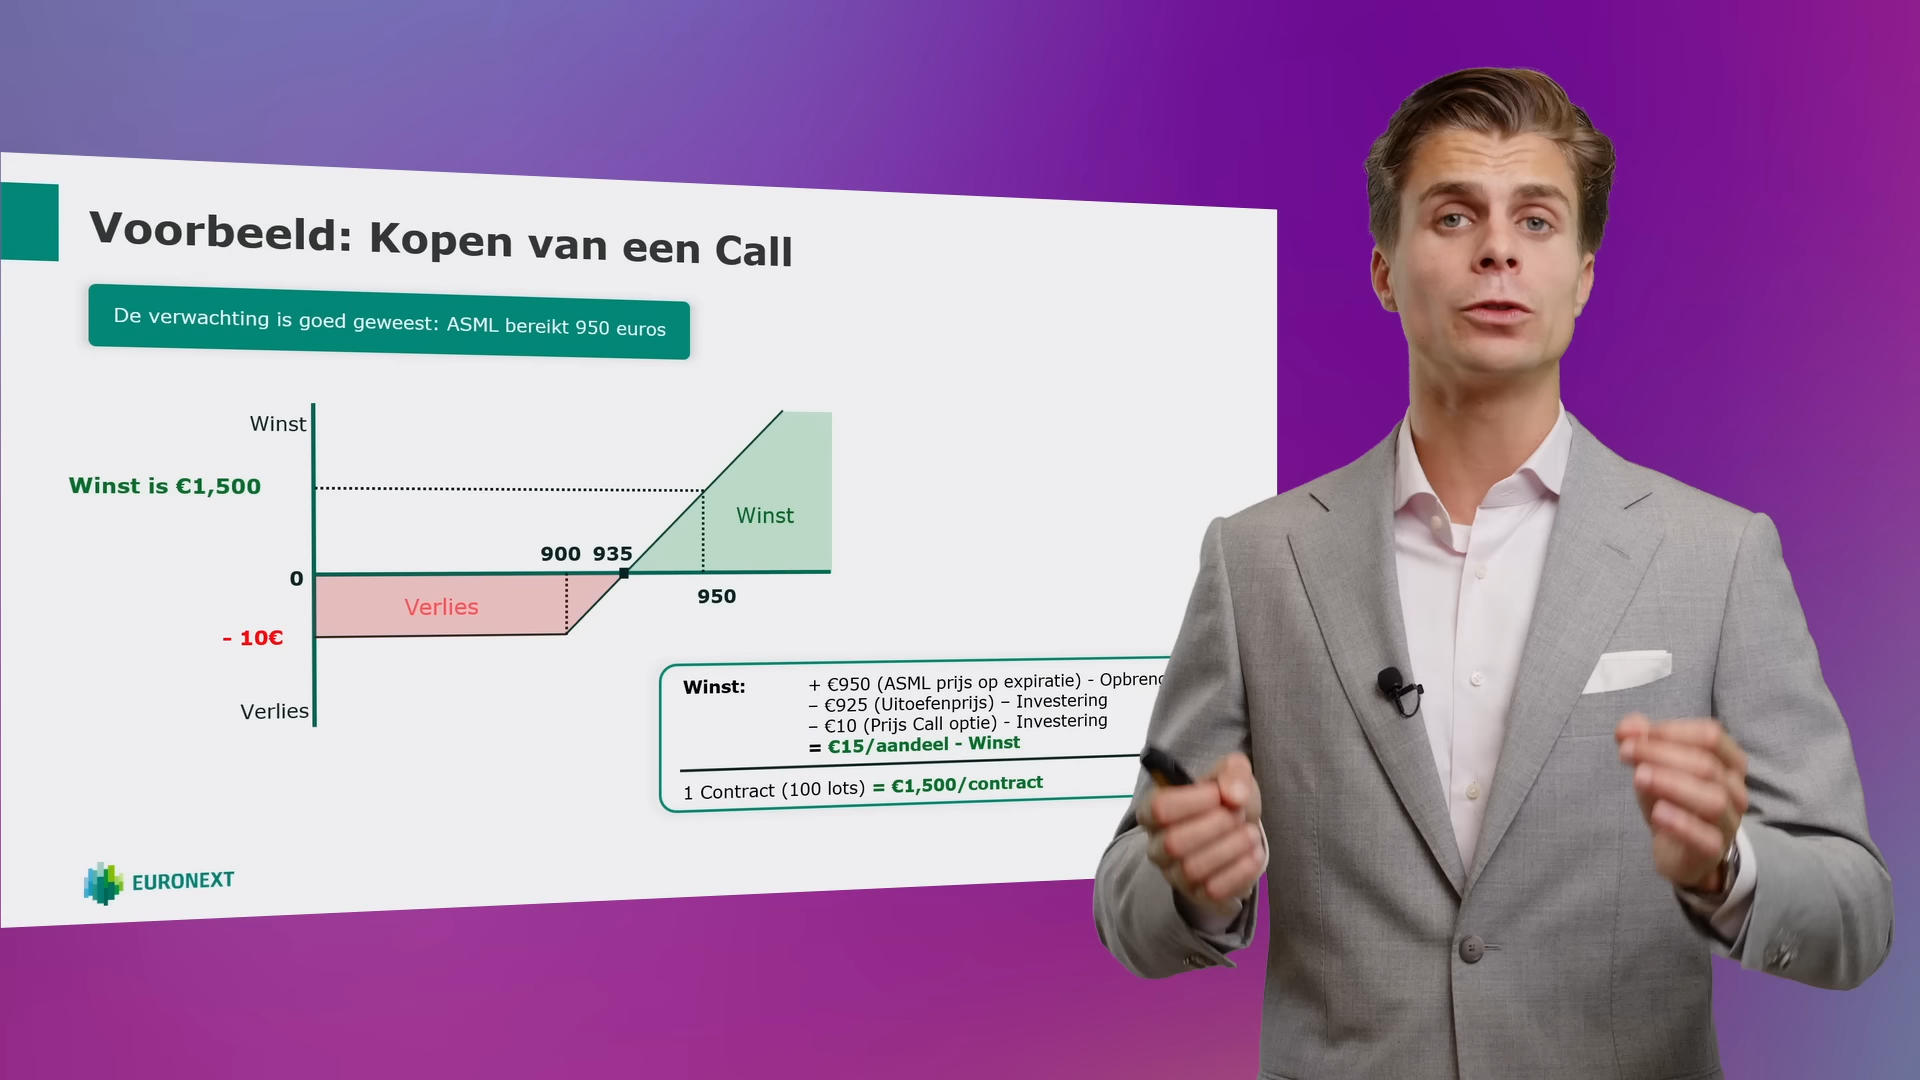 Voorbeeld: Kopen van een Call
De verwachting is goed geweest: ASML bereikt 950 euros
Winst
Winst is €1,500
Winst
900 935
0
950
Verlies
- 10€
Verlies
Winst: + €950 (ASML prijs op expiratie) - Opbreng
– €925 (Uitoefenprijs) – Investering
– €10 (Prijs Call optie) - Investering
= €15/aandeel - Winst
1 Contract (100 lots) = €1,500/contract
EURONEXT